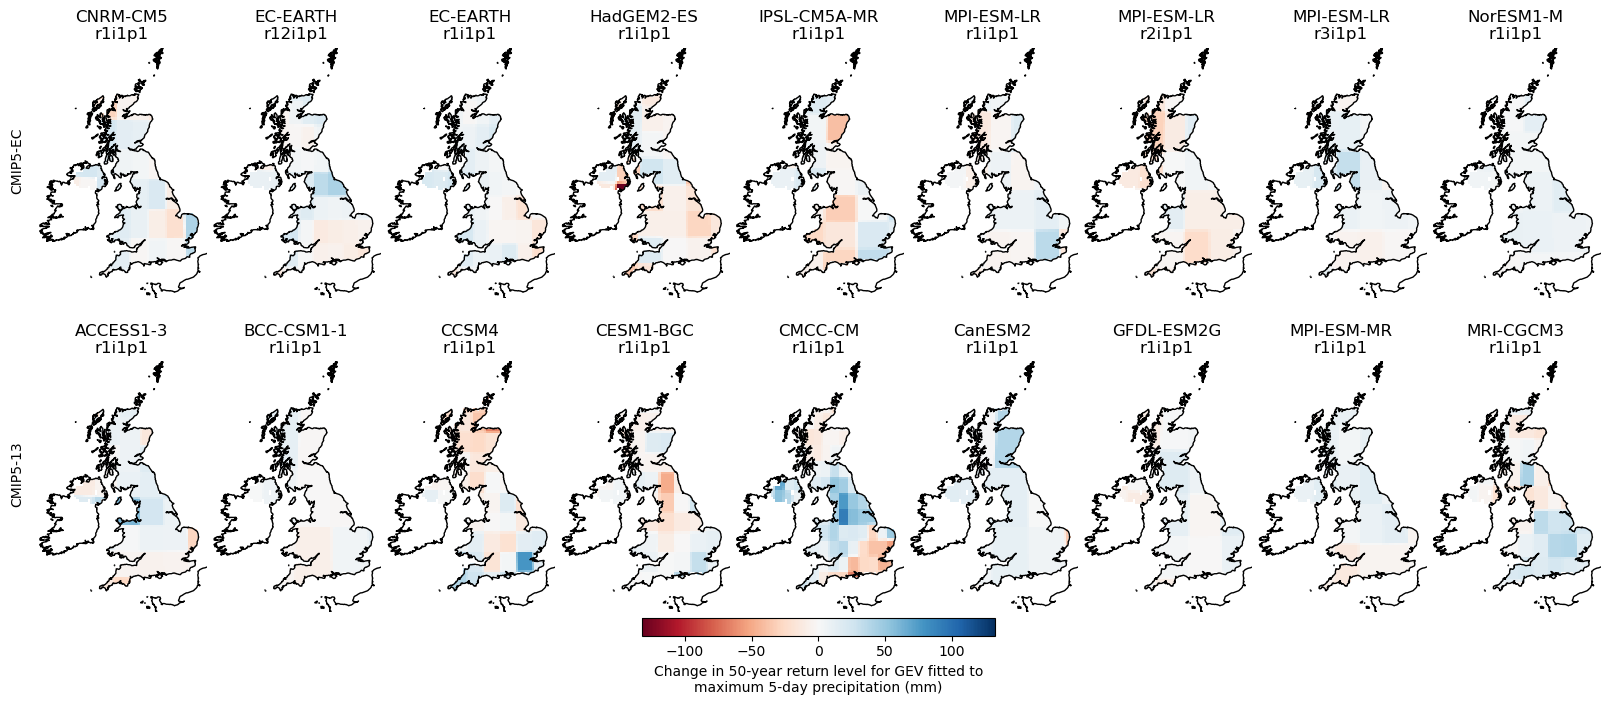 CNRM-CM5
r1i1p1
EC-EARTH
r12i1p1
EC-EARTH
r1i1p1
HadGEM2-ES
r1i1p1
IPSL-CM5A-MR
r1i1p1
MPI-ESM-LR
r1i1p1
MPI-ESM-LR
r2i1p1
MPI-ESM-LR
r3i1p1
NorESM1-M
r1i1p1
CMIP5-EC
ACCESS1-3
r1i1p1
BCC-CSM1-1
r1i1p1
CCSM4
r1i1p1
CESM1-BGC
r1i1p1
CMCC-CM
r1i1p1
CanESM2
r1i1p1
GFDL-ESM2G
r1i1p1
MPI-ESM-MR
r1i1p1
MRI-CGCM3
r1i1p1
CMIP5-13
−100 −50 0 50 100
Change in 50-year return level for GEV fitted to
maximum 5-day precipitation (mm)